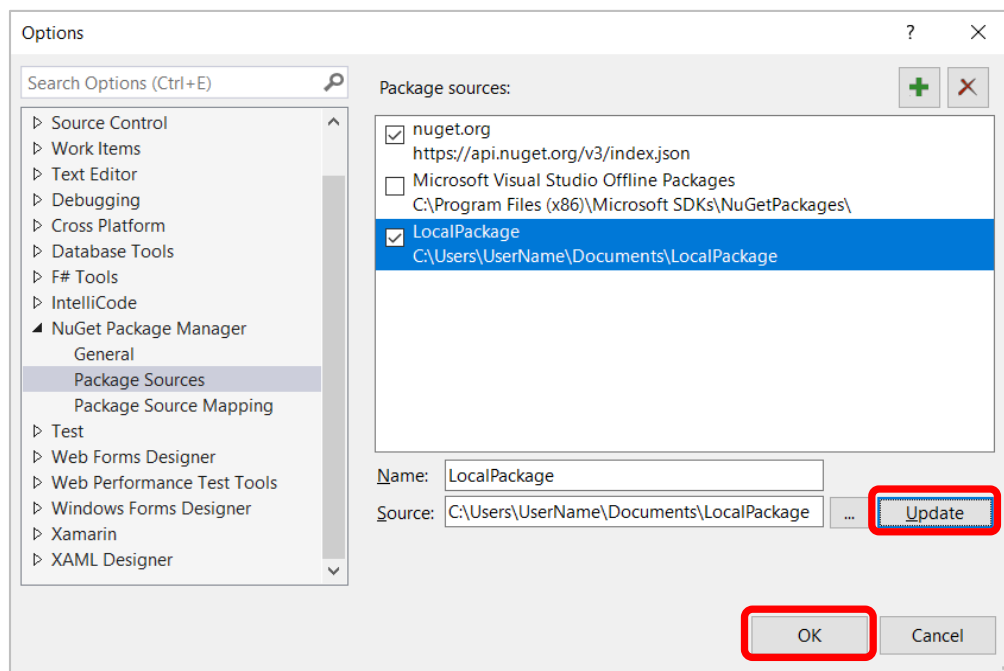 Options
?
Search Options (Ctrl+E)
Source Control
Work Items
Text Editor
Debugging
Cross Platform
Database Tools
F# Tools
IntelliCode
NuGet Package Manager
General
Package Sources
Package Source Mapping
Test
Web Forms Designer
Web Performance Test Tools
Windows Forms Designer
Xamarin
XAML Designer
Package sources:
nuget.org
https://api.nuget.org/v3/index.json
Microsoft Visual Studio Offline Packages
C:\Program Files (x86)\Microsoft SDKs\NuGetPackages\
LocalPackage
C:\Users\UserName\Documents\LocalPackage
Name: LocalPackage
Source: C:\Users\UserName\Documents\LocalPackage ... Update
OK Cancel